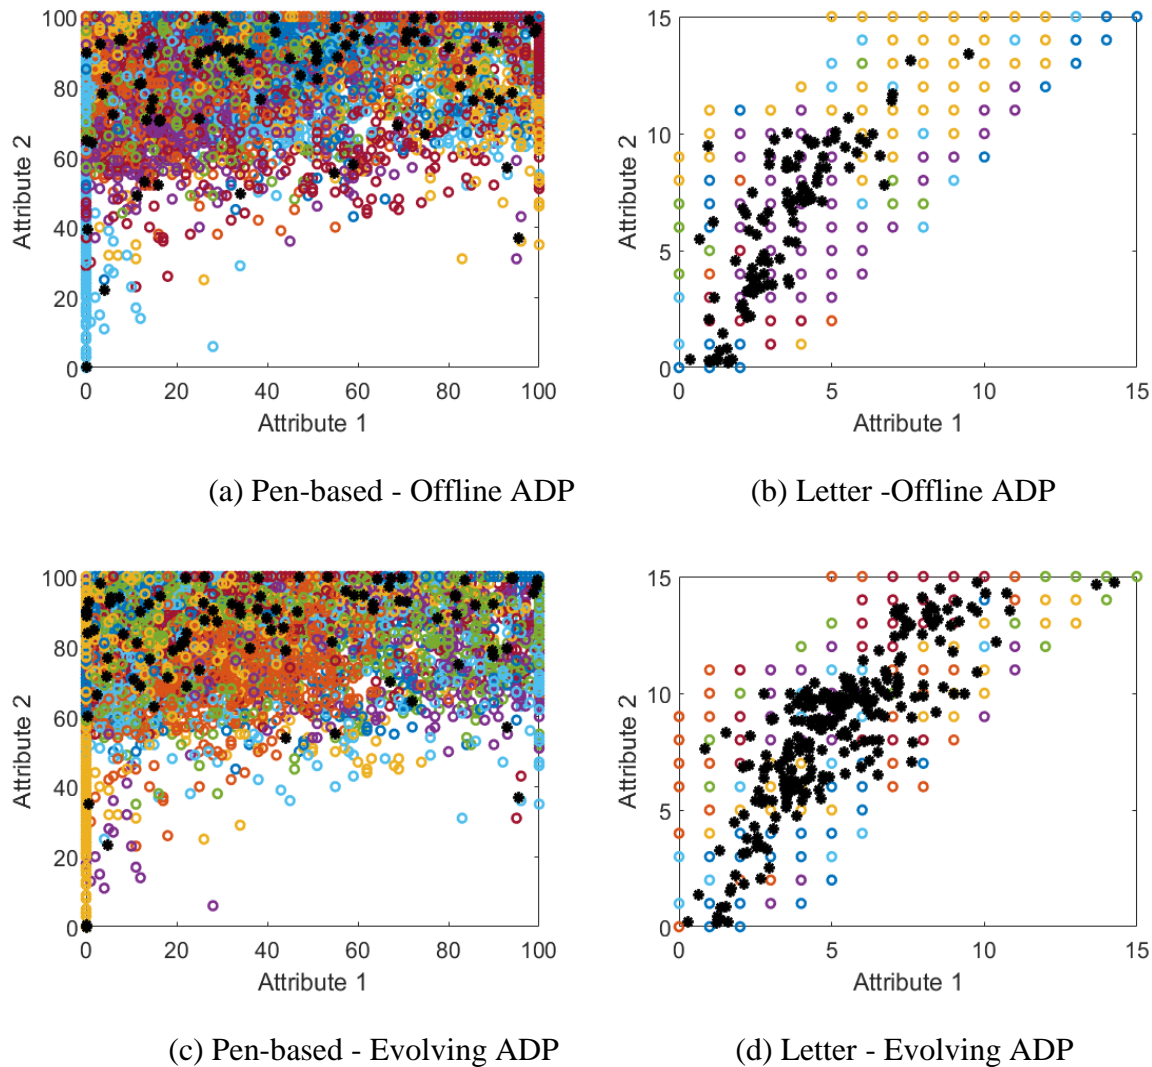 100
80
60
40
20
0
Attribute 2
0 20 40 60 80 100
Attribute 1
15
10
5
0
Attribute 2
0 5 10 15
Attribute 1
(a) Pen-based - Offline ADP
(b) Letter -Offline ADP
100
80
60
40
20
0
Attribute 2
0 20 40 60 80 100
Attribute 1
15
10
5
0
Attribute 2
0 5 10 15
Attribute 1
(c) Pen-based - Evolving ADP
(d) Letter - Evolving ADP